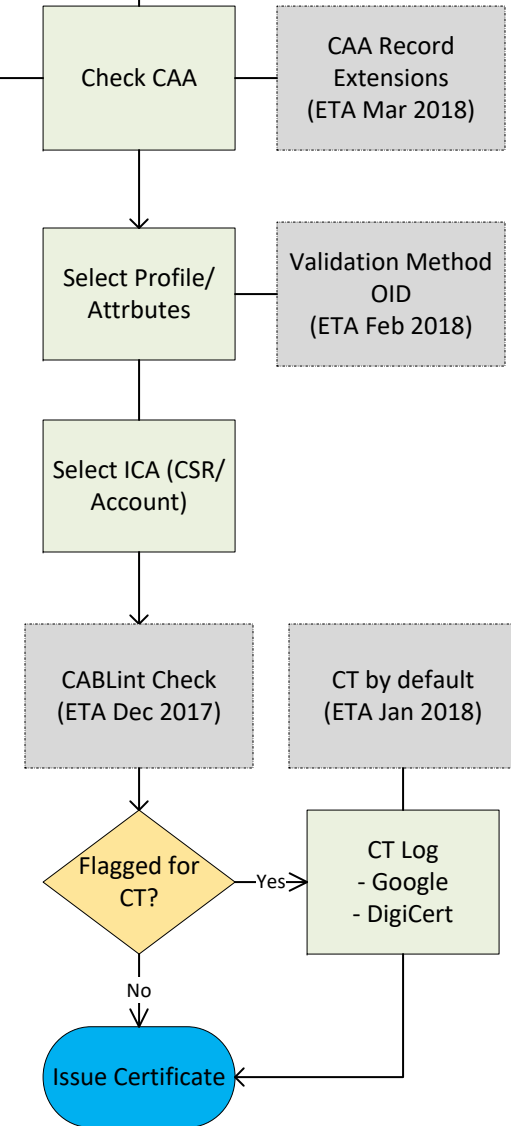 Check CAA
CAA Record
Extensions
(ETA Mar 2018)
Select Profile/
Attrbutes
Validation Method
OID
(ETA Feb 2018)
Select ICA (CSR/
Account)
CABLint Check
(ETA Dec 2017)
CT by default
(ETA Jan 2018)
Flagged for
CT?
Yes
CT Log
- Google
- DigiCert
No
Issue Certificate